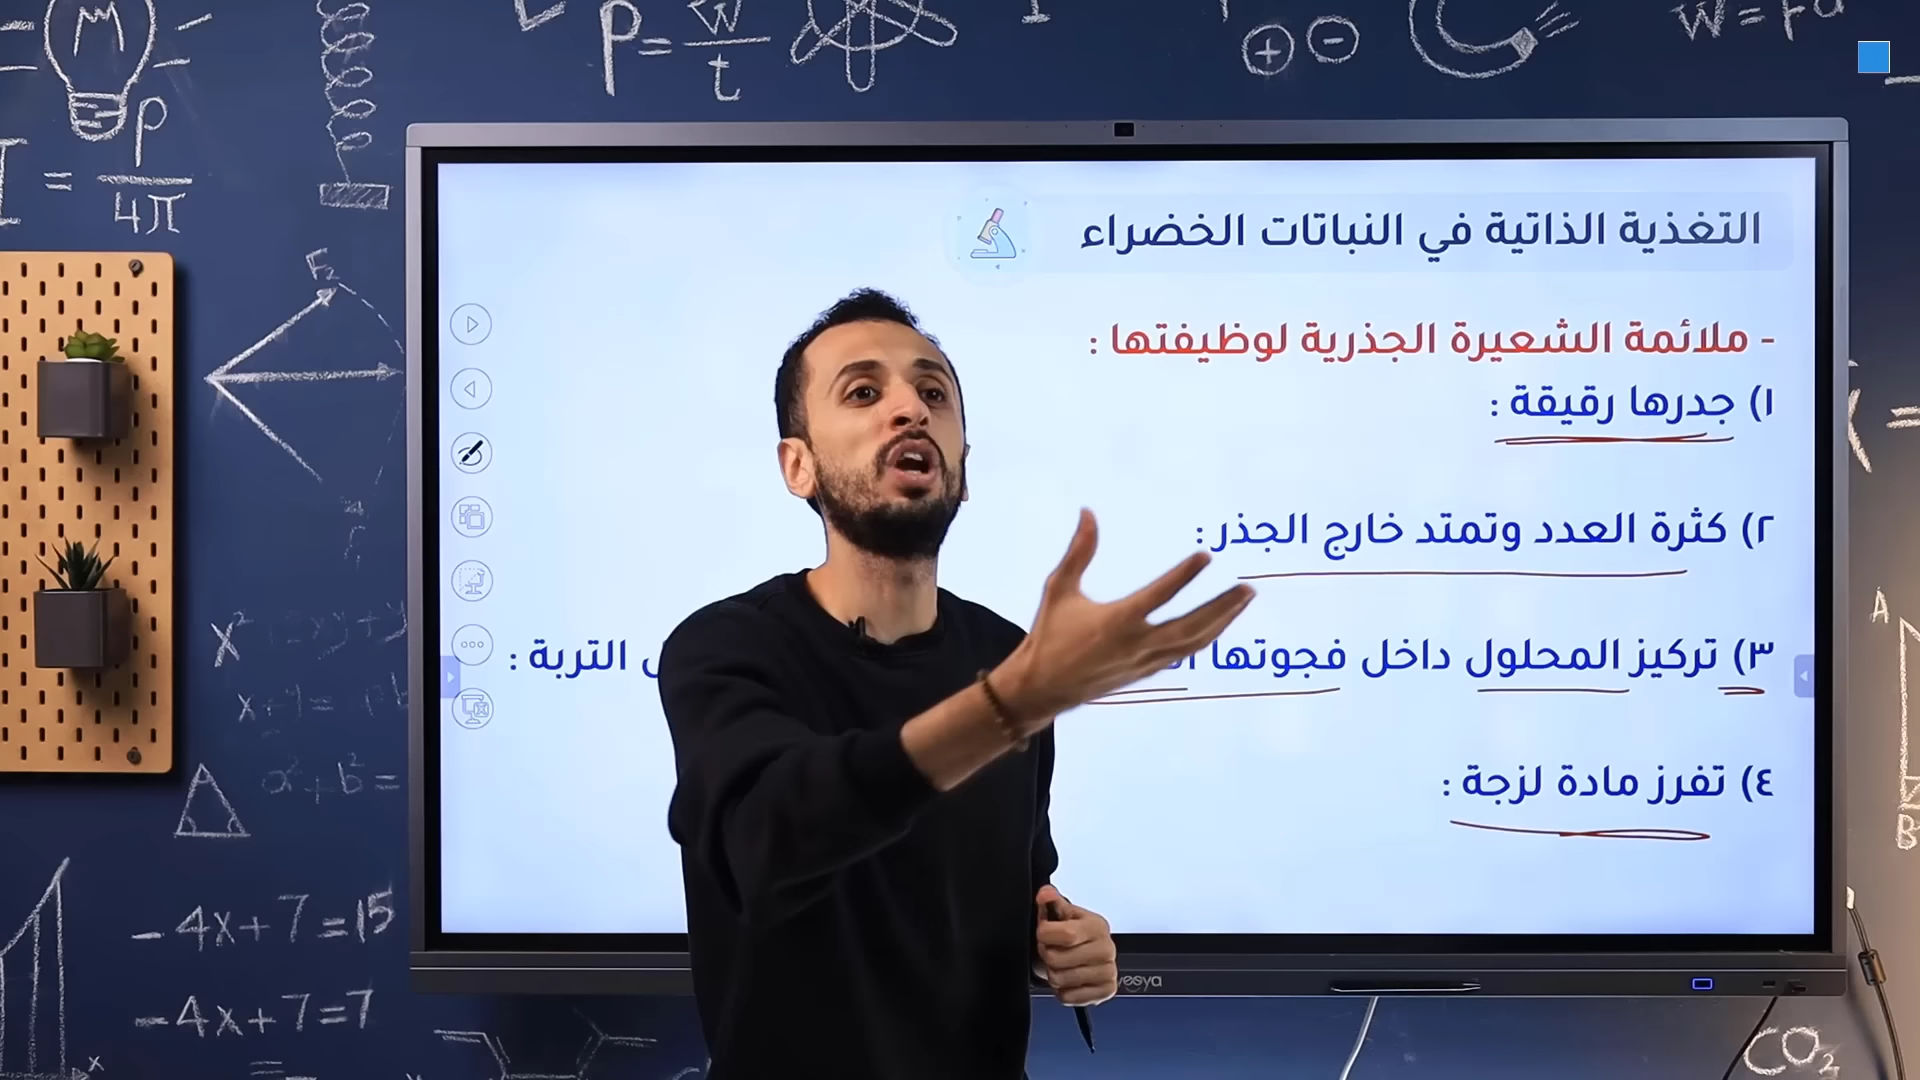 P = W / t
W = Fd
P / 4π
F₂
التغذية الذاتية في النباتات الخضراء
- ملائمة الشعيرة الجذرية لوظيفتها :
١) جدرها رقيقة :
٢) كثرة العدد وتمتد خارج الجذر :
٣) تركيز المحلول داخل فجوتها التربة :
٤) تفرز مادة لزجة :
-4x+7=15
-4x+7=7
x
A
B
CO₂